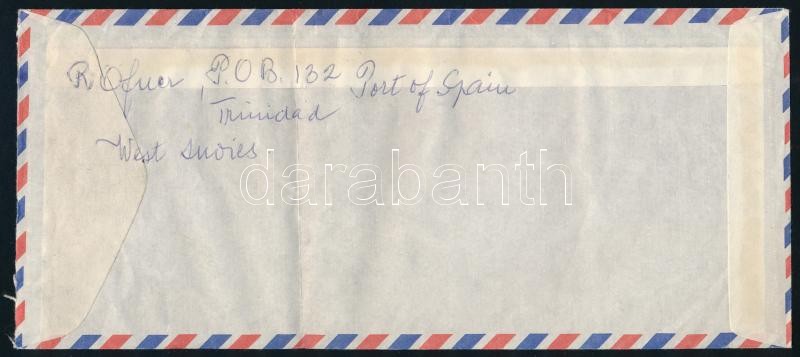 R. Ofner, P.O.B. 132 Port of Spain
Trinidad
West Indies
darabanth